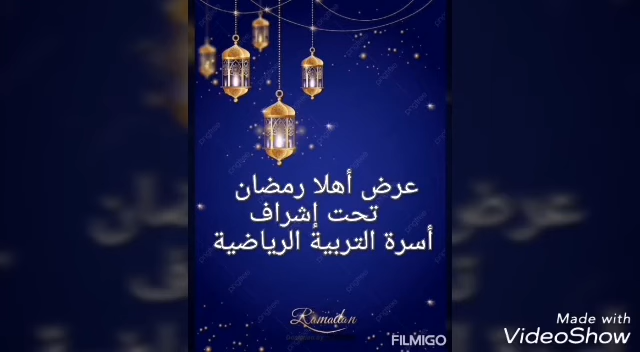 عرض أهلا رمضان
تحت إشراف
أسرة التربية الرياضية
Ramadan
FILMIGO
Made with
VideoShow